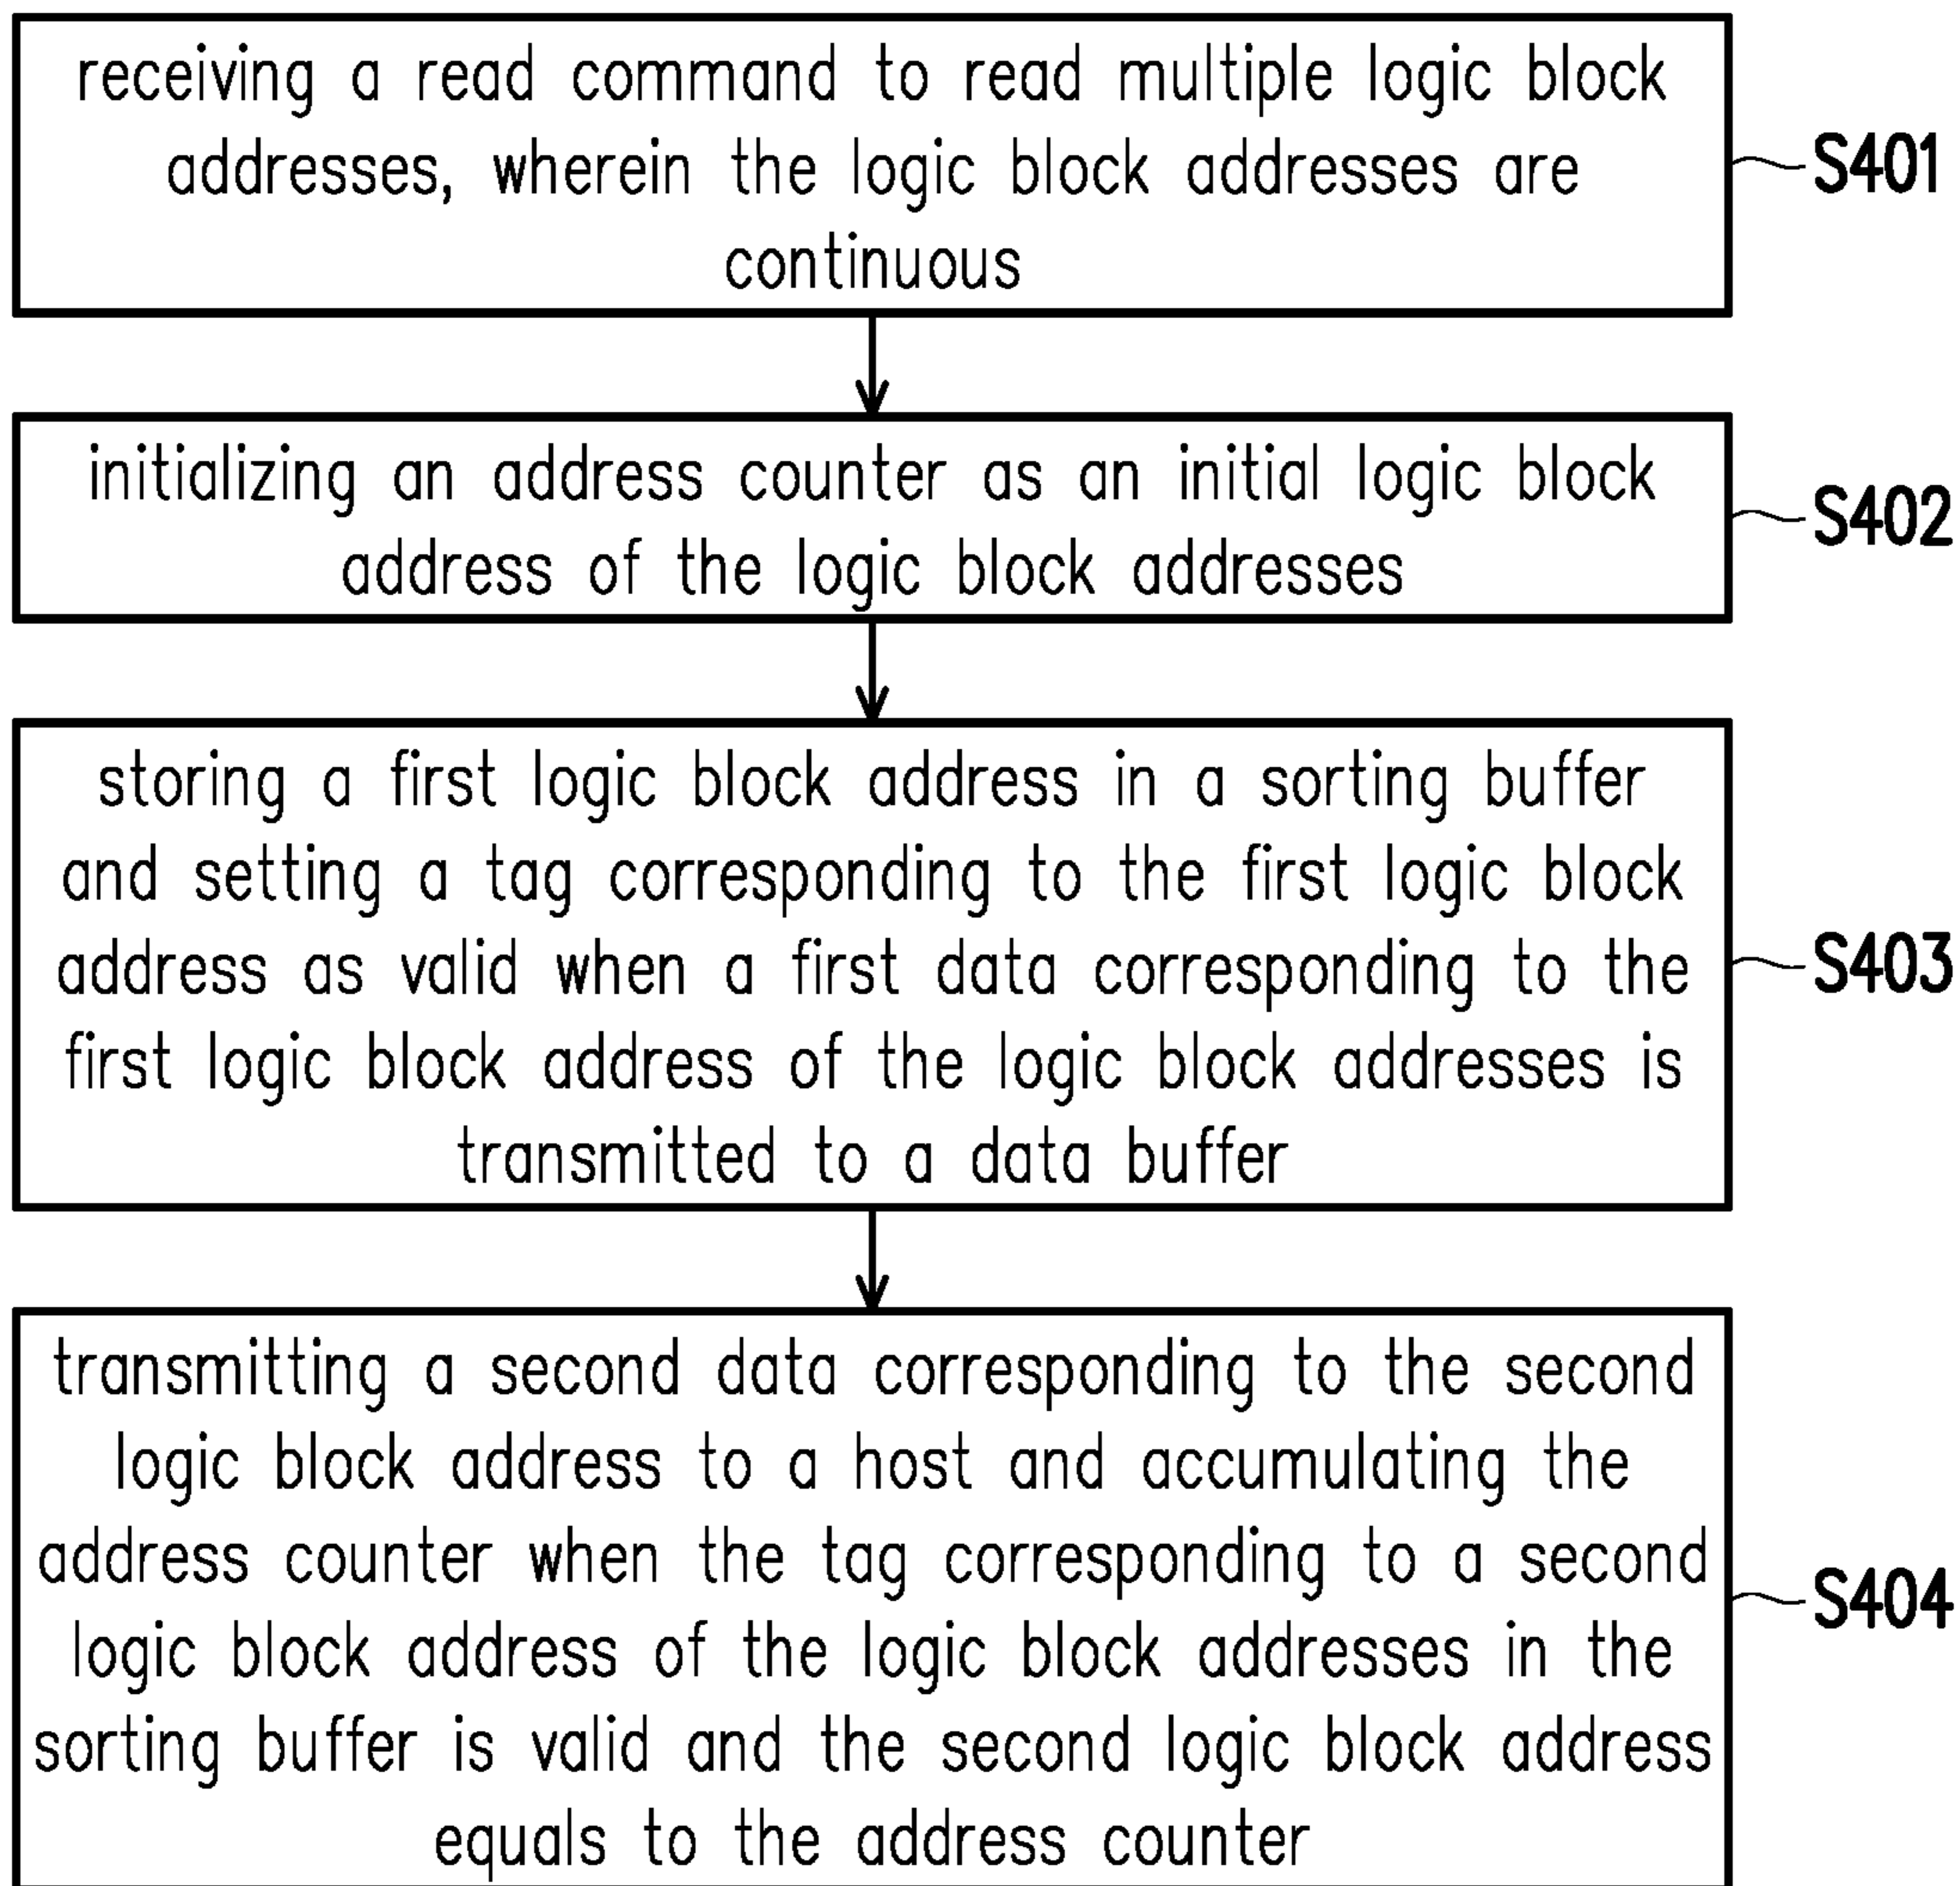 receiving a read command to read multiple logic block
addresses, wherein the logic block addresses are
continuous
S401
initializing an address counter as an initial logic block
address of the logic block addresses
S402
storing a first logic block address in a sorting buffer
and setting a tag corresponding to the first logic block
address as valid when a first data corresponding to the
first logic block address of the logic block addresses is
transmitted to a data buffer
S403
transmitting a second data corresponding to the second
logic block address to a host and accumulating the
address counter when the tag corresponding to a second
logic block address of the logic block addresses in the
sorting buffer is valid and the second logic block address
equals to the address counter
S404